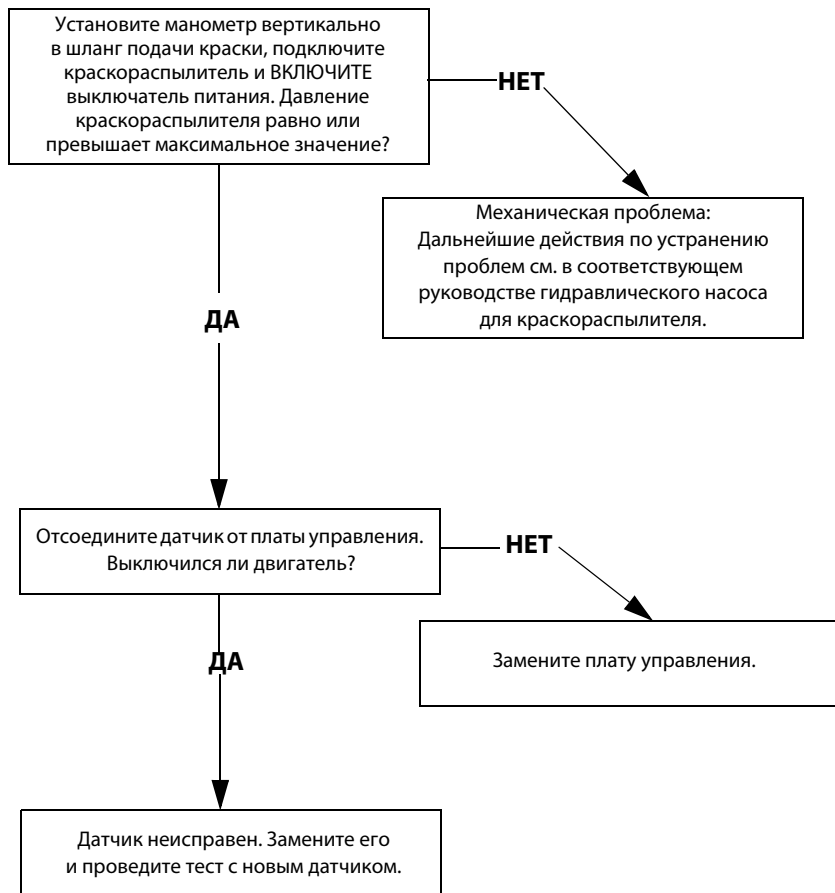 Установите манометр вертикально
в шланг подачи краски, подключите
краскораспылитель и ВКЛЮЧИТЕ
выключатель питания. Давление
краскораспылителя равно или
превышает максимальное значение?
НЕТ
Механическая проблема:
Дальнейшие действия по устранению
проблем см. в соответствующем
руководстве гидравлического насоса
для краскораспылителя.
ДА
Отсоедините датчик от платы управления.
Выключился ли двигатель?
НЕТ
Замените плату управления.
ДА
Датчик неисправен. Замените его
и проведите тест с новым датчиком.